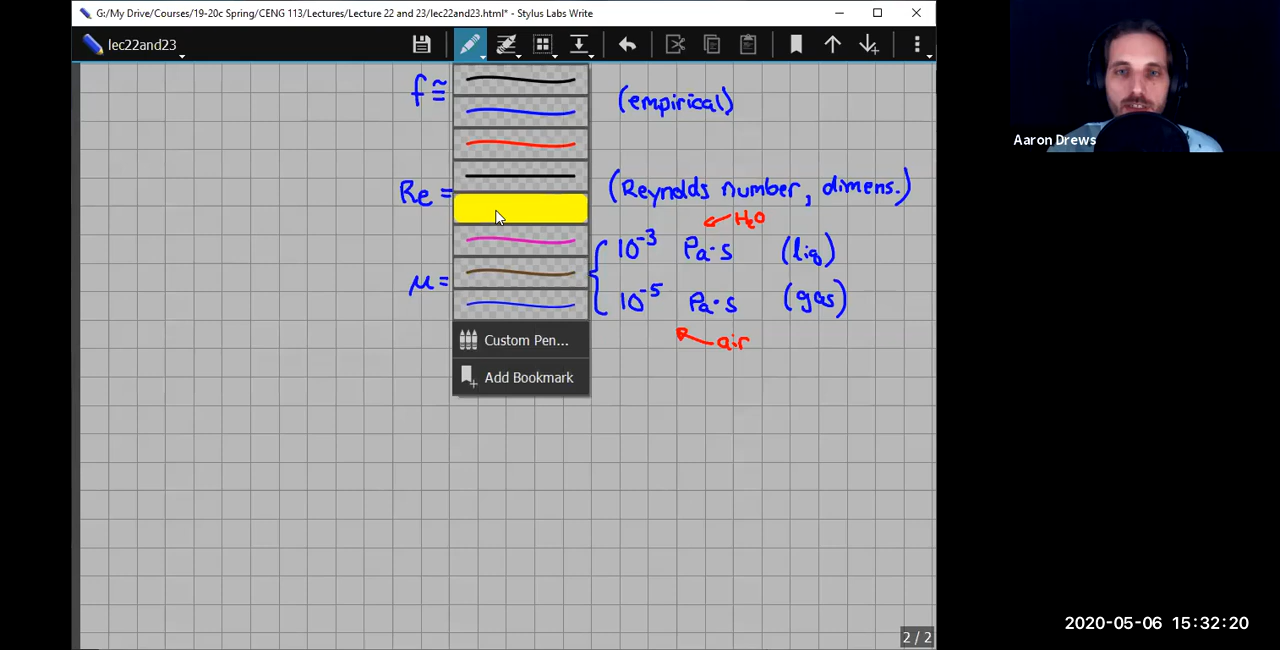 G:/My Drive/Courses/19-20c Spring/CENG 113/Lectures/Lecture 22 and 23/lec22and23.html* - Stylus Labs Write
lec22and23
f ≅
(empirical)
Re =
(Reynolds number, dimens.)
H₂O
10⁻³ Pa·s (liq)
μ =
10⁻⁵ Pa·s (gas)
air
Custom Pen...
Add Bookmark
2 / 2
Aaron Drews
2020-05-06 15:32:20